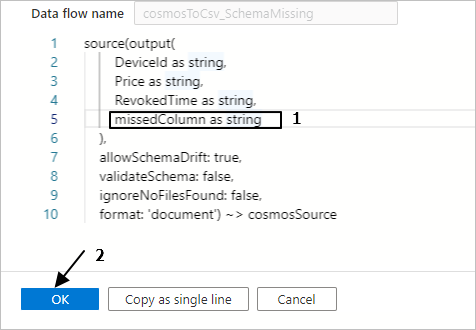 Data flow name cosmosToCsv_SchemaMissing
1 source(output(
2 DeviceId as string,
3 Price as string,
4 RevokedTime as string,
5 missedColumn as string 1
6 ),
7 allowSchemaDrift: true,
8 validateSchema: false,
9 ignoreNoFilesFound: false,
10 format: 'document') ~> cosmosSource
2
OK Copy as single line Cancel